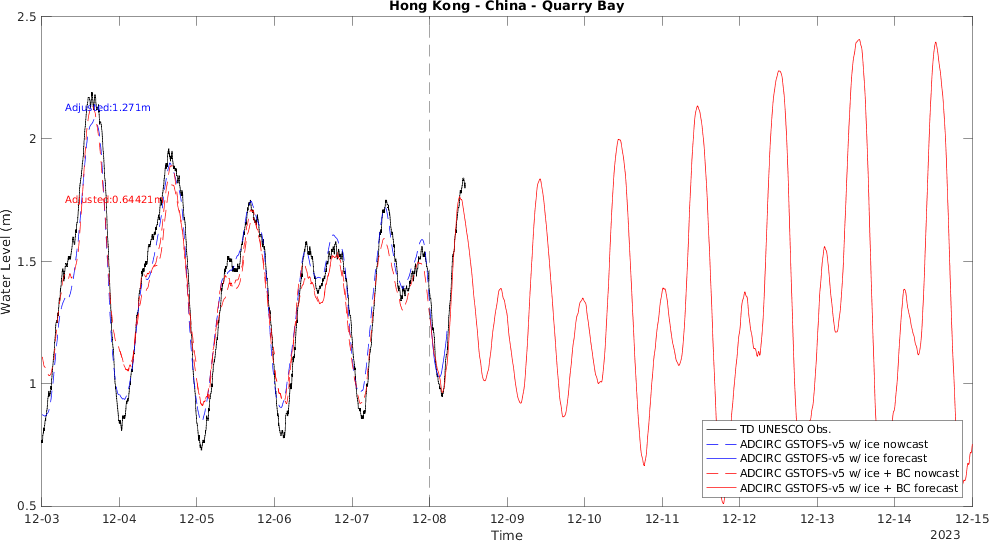 Hong Kong - China - Quarry Bay
2.5
2
1.5
1
0.5
Water Level (m)
Adjusted:1.271m
Adjusted:0.64421m
TD UNESCO Obs.
ADCIRC GSTOFS-v5 w/ ice nowcast
ADCIRC GSTOFS-v5 w/ ice forecast
ADCIRC GSTOFS-v5 w/ ice + BC nowcast
ADCIRC GSTOFS-v5 w/ ice + BC forecast
12-03 12-04 12-05 12-06 12-07 12-08 12-09 12-10 12-11 12-12 12-13 12-14 12-15
Time
2023